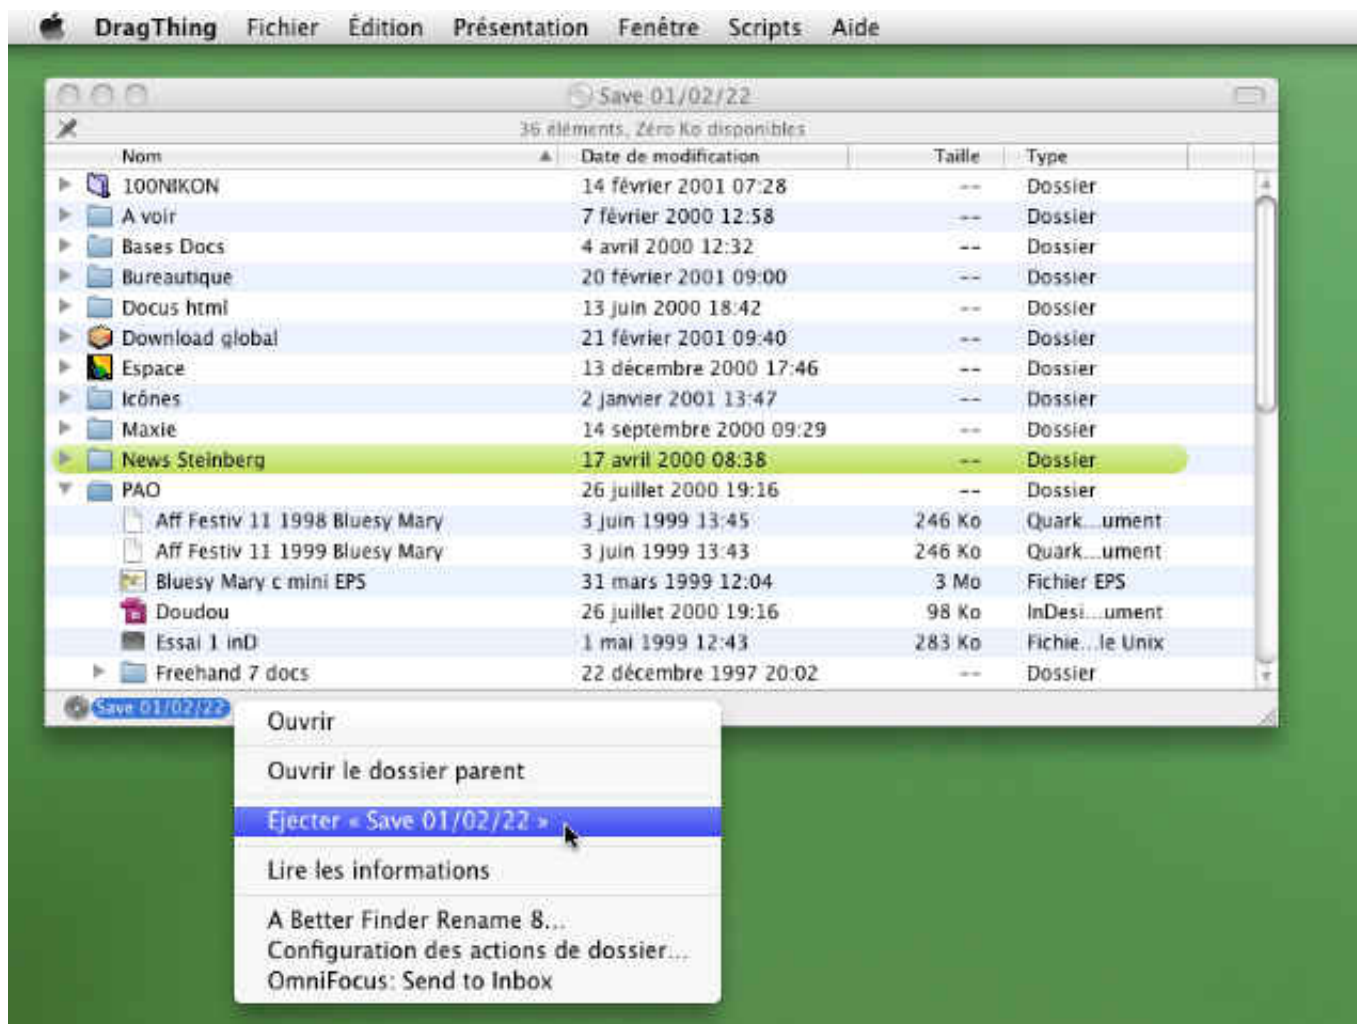 DragThing Fichier Édition Présentation Fenêtre Scripts Aide
Save 01/02/22
36 éléments, Zéro Ko disponibles
Nom Date de modification Taille Type
100NIKON 14 février 2001 07:28 -- Dossier
A voir 7 février 2000 12:58 -- Dossier
Bases Docs 4 avril 2000 12:32 -- Dossier
Bureautique 20 février 2001 09:00 -- Dossier
Docus html 13 juin 2000 18:42 -- Dossier
Download global 21 février 2001 09:40 -- Dossier
Espace 13 décembre 2000 17:46 -- Dossier
Icônes 2 janvier 2001 13:47 -- Dossier
Maxie 14 septembre 2000 09:29 -- Dossier
News Steinberg 17 avril 2000 08:38 -- Dossier
PAO 26 juillet 2000 19:16 -- Dossier
Aff Festiv 11 1998 Bluesy Mary 3 juin 1999 13:45 246 Ko Quark...ument
Aff Festiv 11 1999 Bluesy Mary 3 juin 1999 13:43 246 Ko Quark...ument
Bluesy Mary c mini EPS 31 mars 1999 12:04 3 Mo Fichier EPS
Doudou 26 juillet 2000 19:16 98 Ko InDesi...ument
Essai 1 inD 1 mai 1999 12:43 283 Ko Fichie...le Unix
Freehand 7 docs 22 décembre 1997 20:02 -- Dossier
Save 01/02/22
Ouvrir
Ouvrir le dossier parent
Ejecter « Save 01/02/22 »
Lire les informations
A Better Finder Rename 8...
Configuration des actions de dossier...
OmniFocus: Send to Inbox